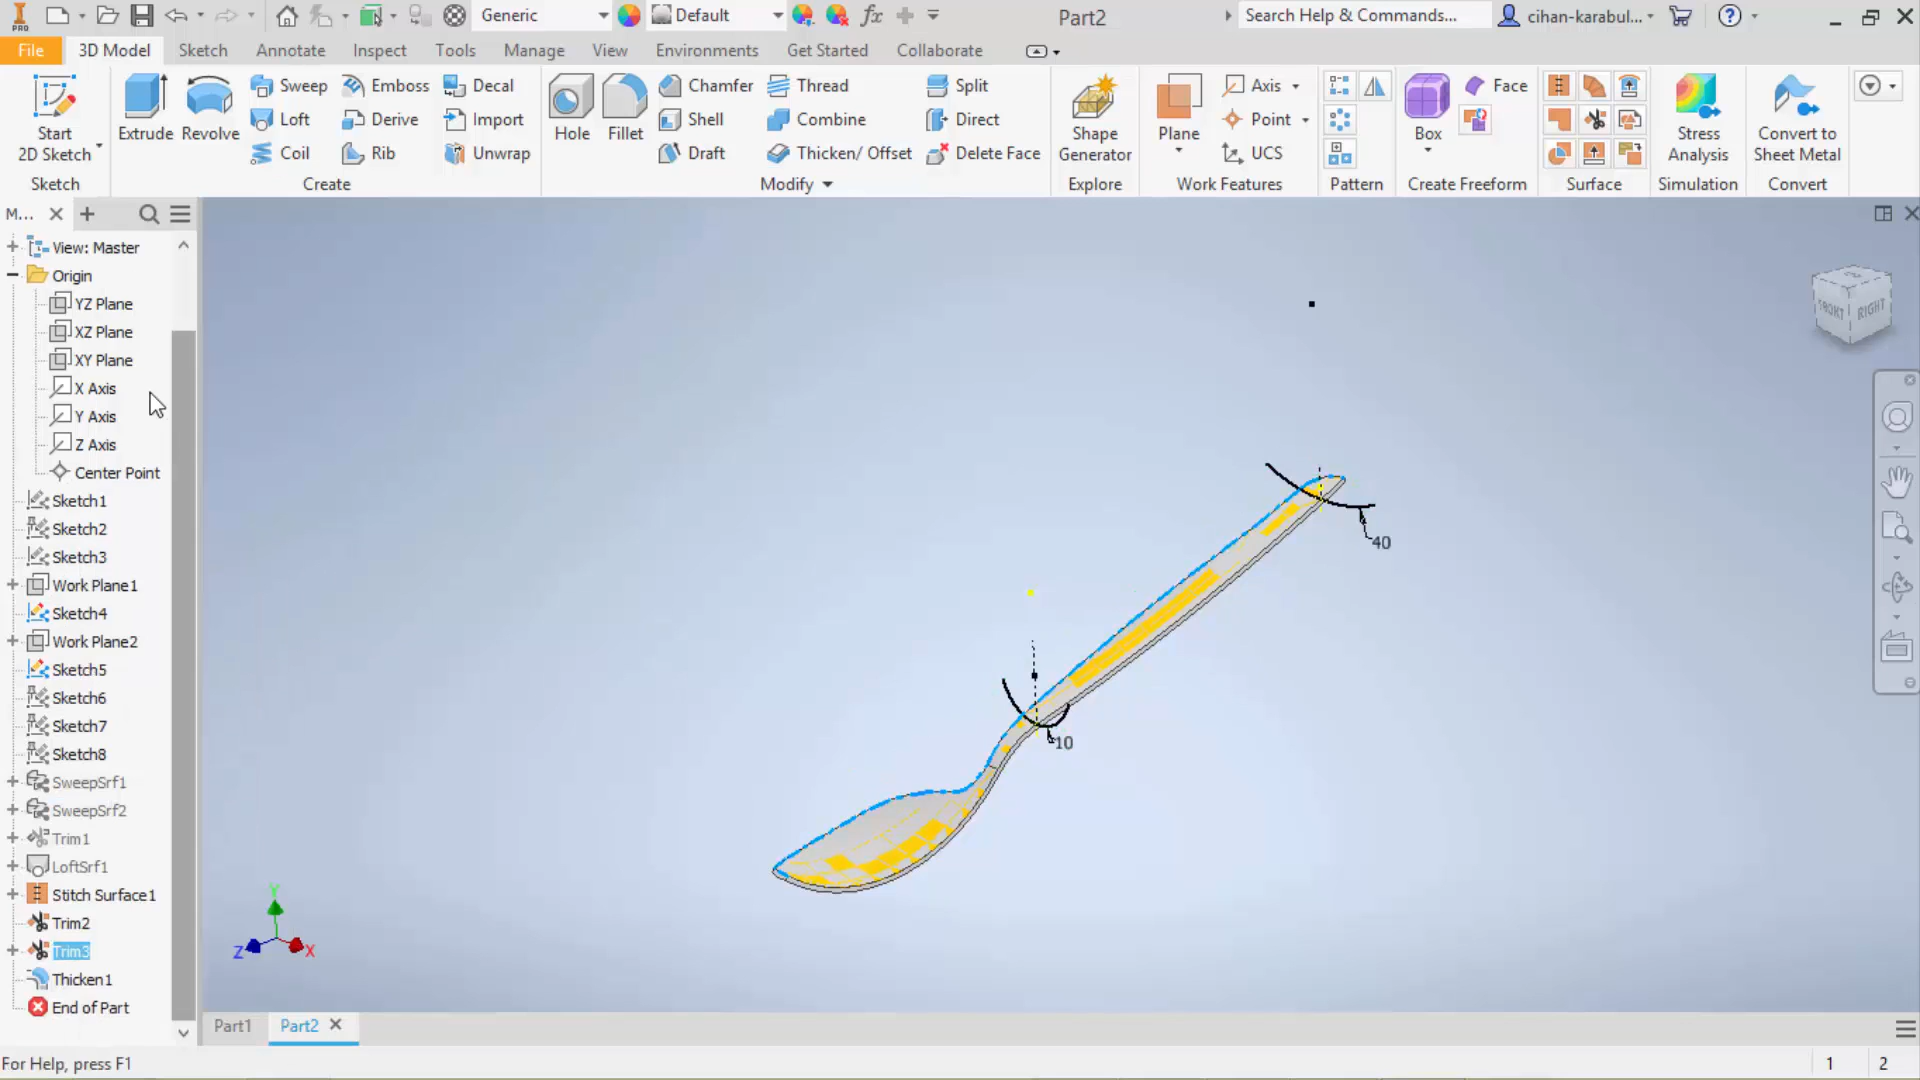 PRO
Generic
Default
fx
Part2
Search Help & Commands...
cihan-karabul...
File
3D Model
Sketch
Annotate
Inspect
Tools
Manage
View
Environments
Get Started
Collaborate
Start
2D Sketch
Sketch
Extrude
Revolve
Sweep
Loft
Coil
Emboss
Derive
Rib
Decal
Import
Unwrap
Create
Hole
Fillet
Chamfer
Shell
Draft
Thread
Combine
Thicken/ Offset
Split
Direct
Delete Face
Modify
Shape
Generator
Explore
Plane
Axis
Point
UCS
Work Features
Pattern
Box
Face
Create Freeform
Surface
Stress
Analysis
Simulation
Convert to
Sheet Metal
Convert
M...
View: Master
Origin
YZ Plane
XZ Plane
XY Plane
X Axis
Y Axis
Z Axis
Center Point
Sketch1
Sketch2
Sketch3
Work Plane1
Sketch4
Work Plane2
Sketch5
Sketch6
Sketch7
Sketch8
SweepSrf1
SweepSrf2
Trim1
LoftSrf1
Stitch Surface1
Trim2
Trim3
Thicken1
End of Part
FRONT
RIGHT
40
10
Y
Z
X
Part1
Part2
For Help, press F1
1
2